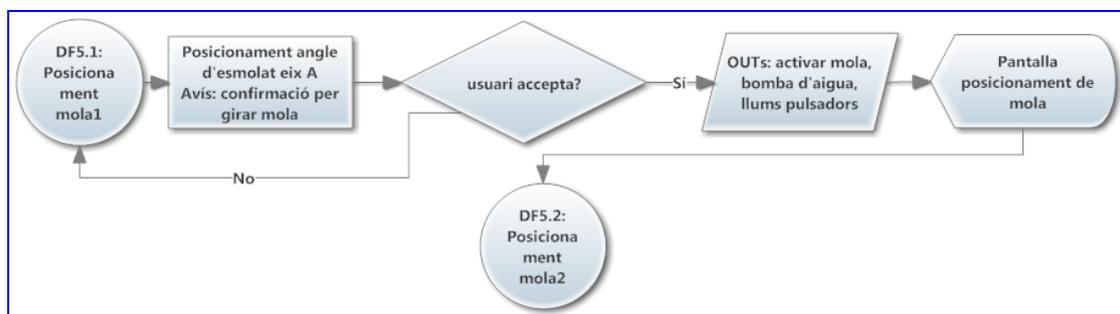 DF5.1:
Posiciona
ment
mola1
Posicionament angle
d'esmolat eix A
Avís: confirmació per
girar mola
usuari accepta?
Sí
OUTs: activar mola,
bomba d'aigua,
llums pulsadors
Pantalla
posicionament de
mola
No
DF5.2:
Posiciona
ment
mola2